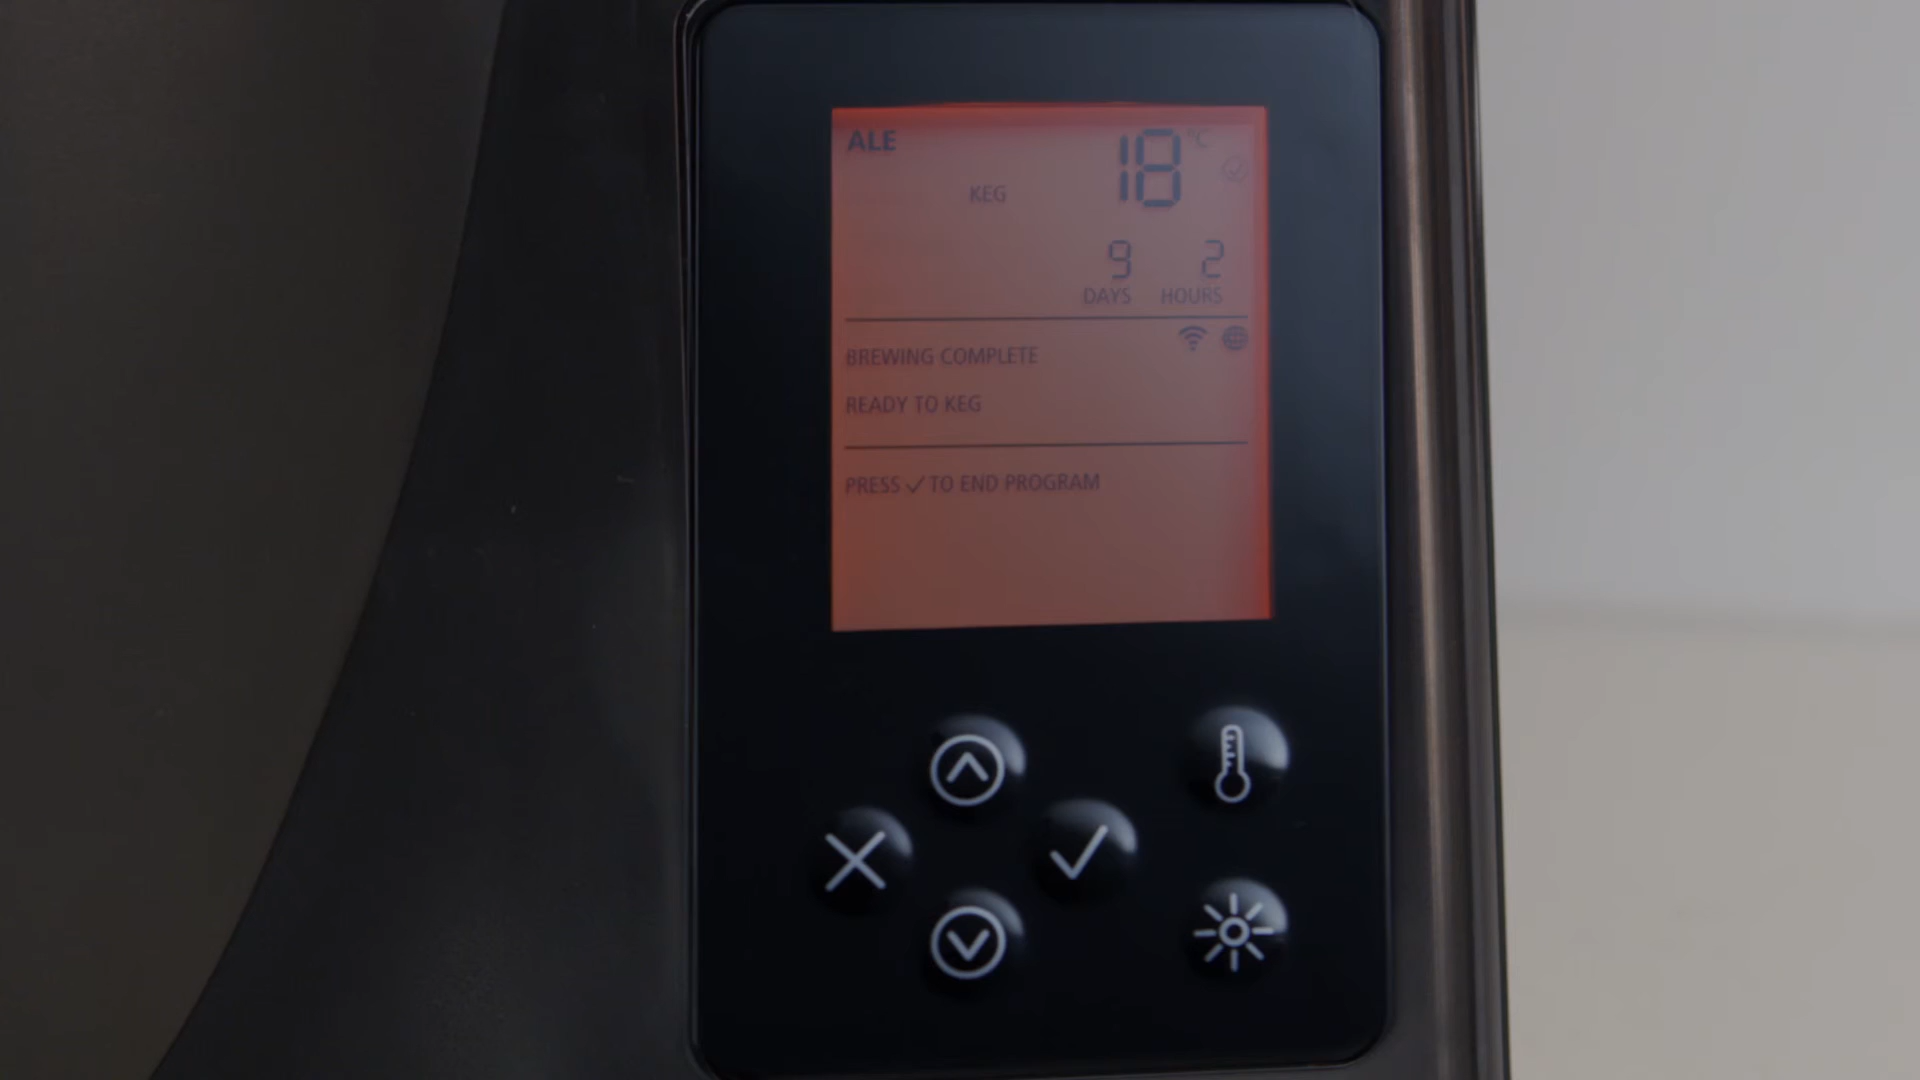 ALE
18 °C
KEG
9 2
DAYS HOURS
BREWING COMPLETE
READY TO KEG
PRESS ✓ TO END PROGRAM